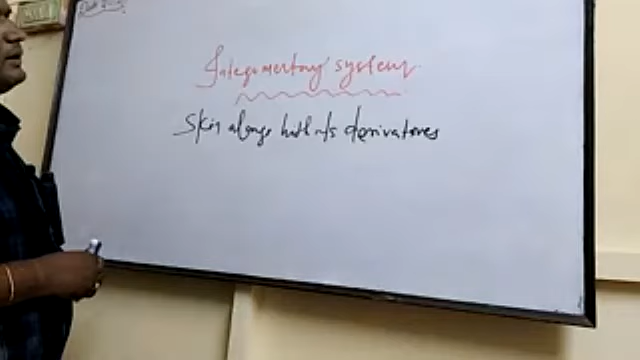 Integumentary system
Skin along with its derivatives